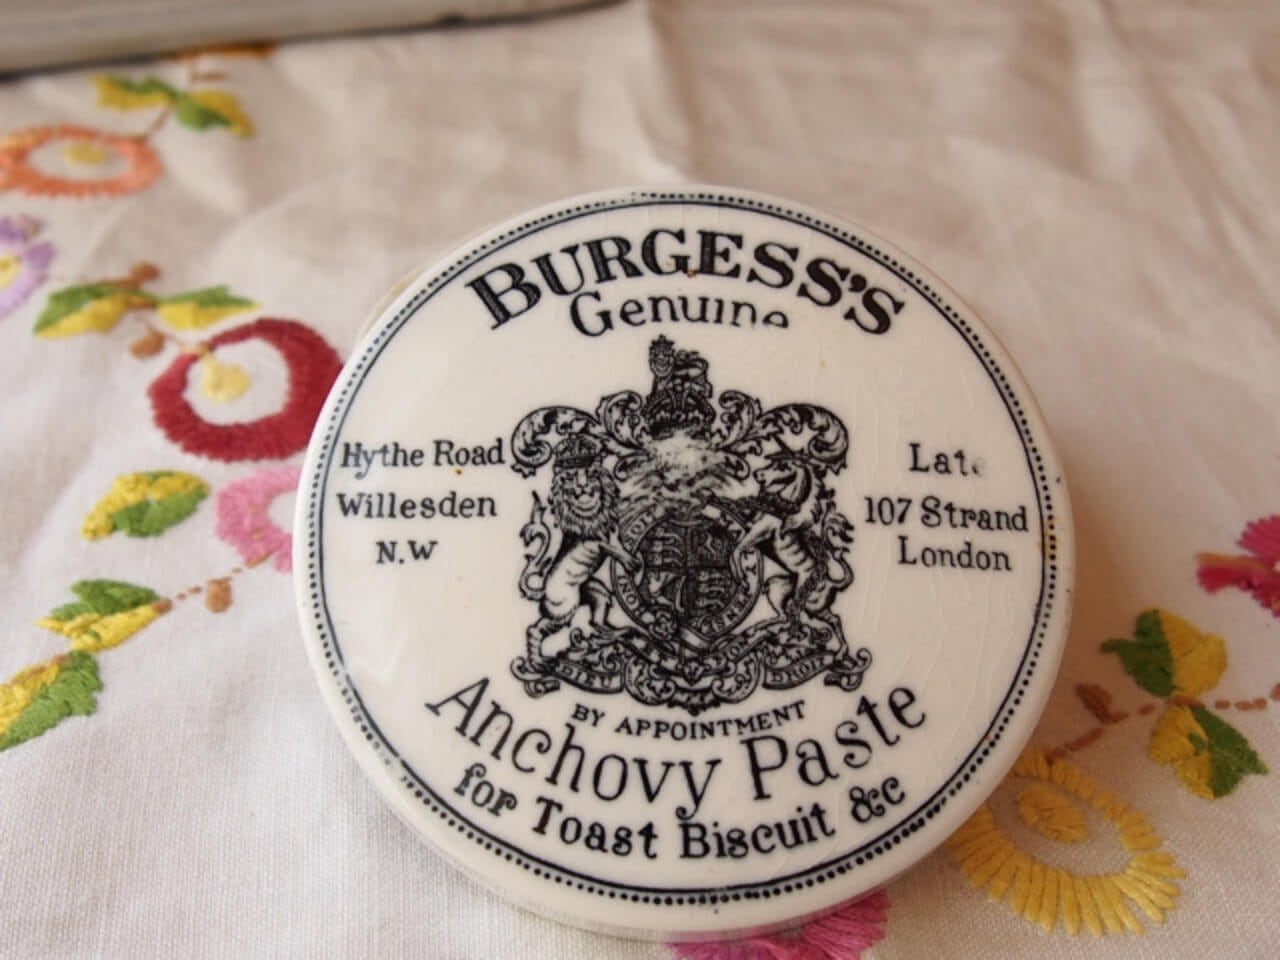 BURGESS'S
Genuine
Hythe Road
Willesden
N.W
Late
107 Strand
London
BY APPOINTMENT
Anchovy Paste
for Toast Biscuit &c